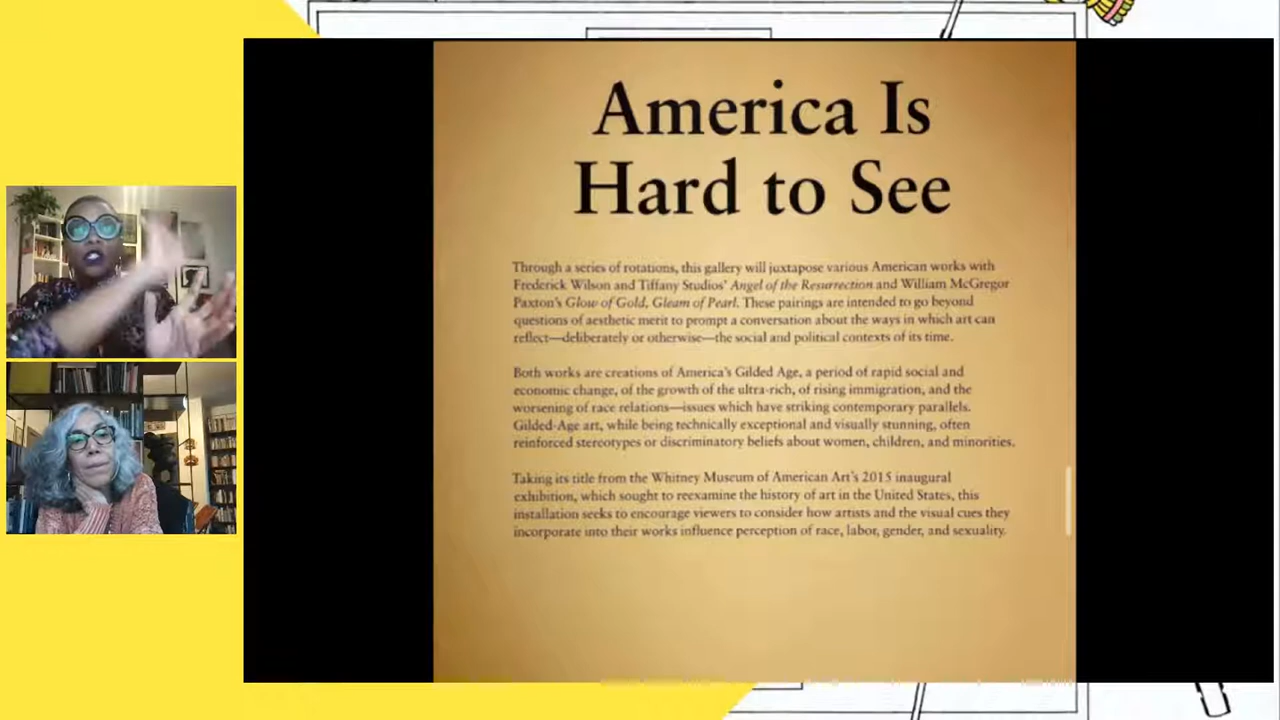 America Is
Hard to See
Through a series of rotations, this gallery will juxtapose various American works with
Frederick Wilson and Tiffany Studios' Angel of the Resurrection and William McGregor
Paxton's Glow of Gold, Gleam of Pearl. These pairings are intended to go beyond
questions of aesthetic merit to prompt a conversation about the ways in which art can
reflect—deliberately or otherwise—the social and political contexts of its time.
Both works are creations of America's Gilded Age, a period of rapid social and
economic change, of the growth of the ultra-rich, of rising immigration, and the
worsening of race relations—issues which have striking contemporary parallels.
Gilded-Age art, while being technically exceptional and visually stunning, often
reinforced stereotypes or discriminatory beliefs about women, children, and minorities.
Taking its title from the Whitney Museum of American Art's 2015 inaugural
exhibition, which sought to reexamine the history of art in the United States, this
installation seeks to encourage viewers to consider how artists and the visual cues they
incorporate into their works influence perception of race, labor, gender, and sexuality.